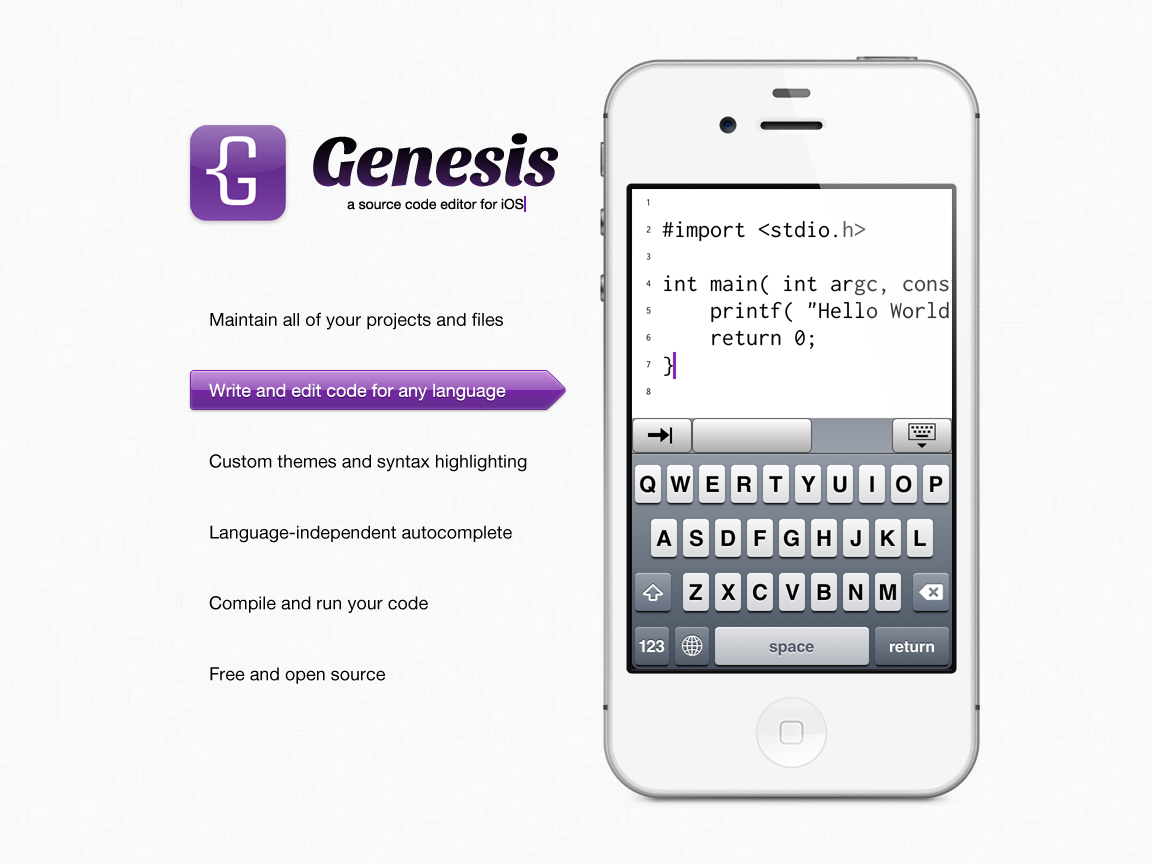 {G
Genesis
a source code editor for iOS
Maintain all of your projects and files
Write and edit code for any language
Custom themes and syntax highlighting
Language-independent autocomplete
Compile and run your code
Free and open source
1
2 #import <stdio.h>
3
4 int main( int argc, cons
5 printf( "Hello World
6 return 0;
7 }
8
Q W E R T Y U I O P
A S D F G H J K L
Z X C V B N M
123 space return